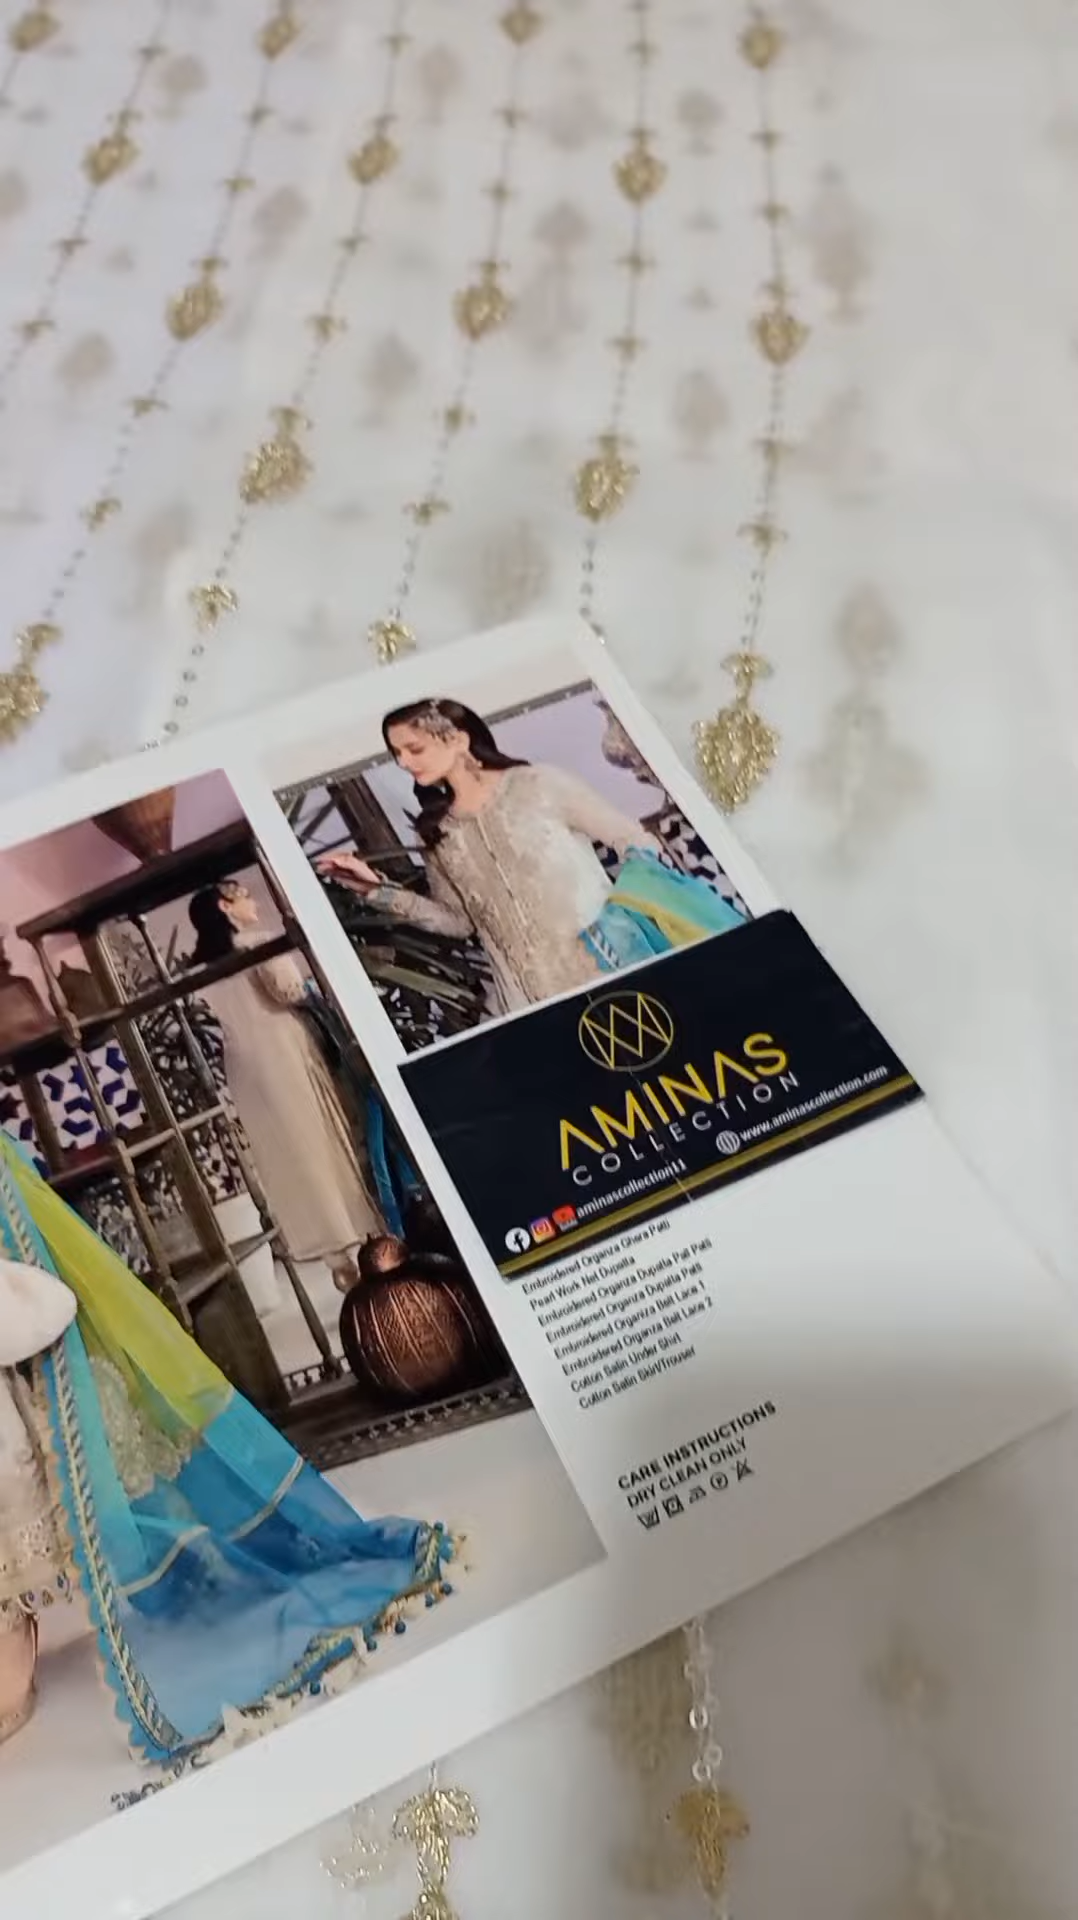 AMINAS
COLLECTION
www.aminascollection.com
aminascollection11
Embroidered Organza Ghera Patti
Pearl Work Net Dupatta
Embroidered Organza Dupatta Pall Patti
Embroidered Organza Dupatta Patti
Embroidered Organiza Belt Lace 1
Embroidered Organza Belt Lace 2
Cotton Satin Under Shirt
Cotton Satin Skirt/Trouser
CARE INSTRUCTIONS
DRY CLEAN ONLY